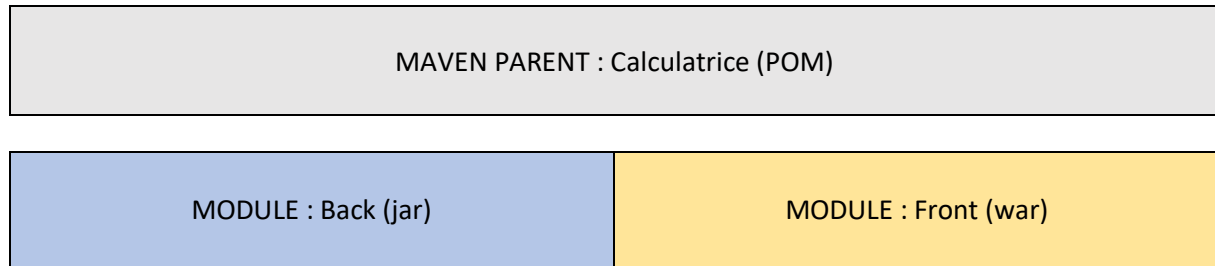 MAVEN PARENT : Calculatrice (POM)
MODULE : Back (jar)
MODULE : Front (war)